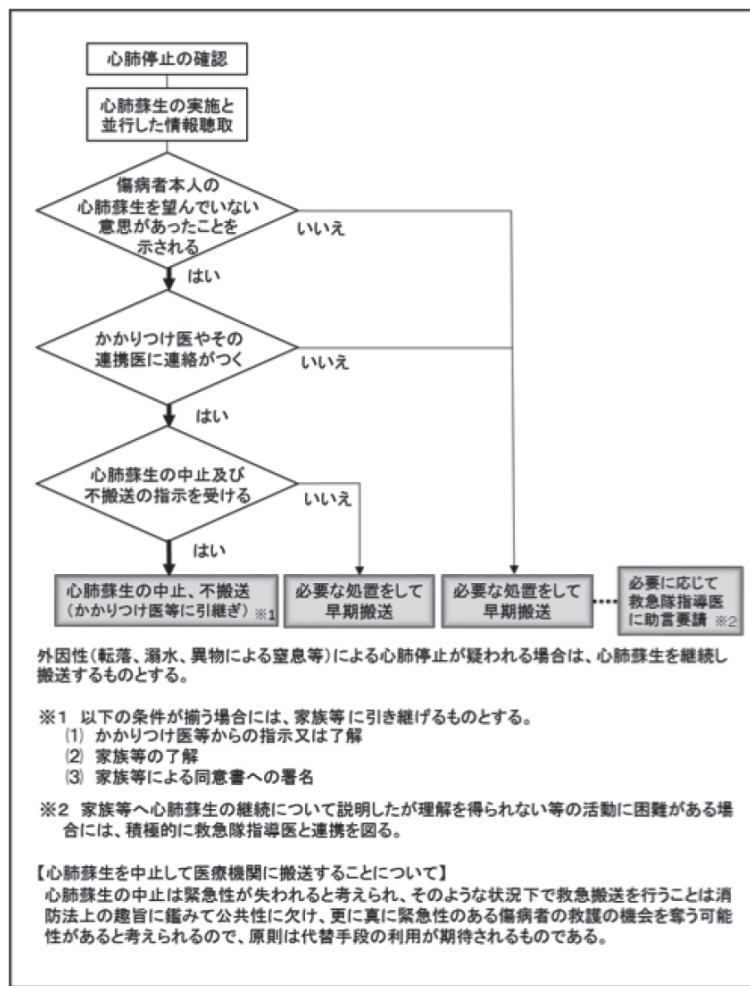 心肺停止の確認
心肺蘇生の実施と
並行した情報聴取
傷病者本人の
心肺蘇生を望んでいない
意思があったことを
示される
いいえ
はい
かかりつけ医やその
連携医に連絡がつく
いいえ
はい
心肺蘇生の中止及び
不搬送の指示を受ける
いいえ
はい
心肺蘇生の中止、不搬送
(かかりつけ医等に引継ぎ) ※1
必要な処置をして
早期搬送
必要な処置をして
早期搬送
必要に応じて
救急隊指導医
に助言要請 ※2
外因性(転落、溺水、異物による窒息等)による心肺停止が疑われる場合は、心肺蘇生を継続し
搬送するものとする。
※1 以下の条件が揃う場合には、家族等に引き継げるものとする。
⑴ かかりつけ医等からの指示又は了解
⑵ 家族等の了解
⑶ 家族等による同意書への署名
※2 家族等へ心肺蘇生の継続について説明したが理解を得られない等の活動に困難がある場
合には、積極的に救急隊指導医と連携を図る。
【心肺蘇生を中止して医療機関に搬送することについて】
心肺蘇生の中止は緊急性が失われると考えられ、そのような状況下で救急搬送を行うことは消
防法上の趣旨に鑑みて公共性に欠け、更に真に緊急性のある傷病者の救護の機会を奪う可能
性があると考えられるので、原則は代替手段の利用が期待されるものである。